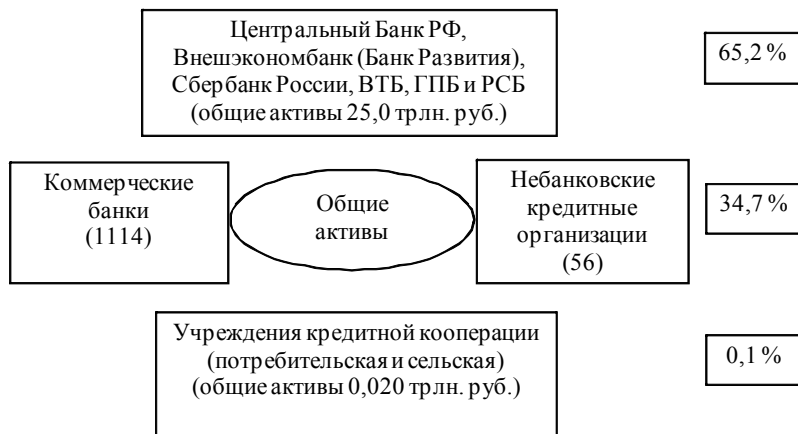 Центральный Банк РФ,
Внешэкономбанк (Банк Развития),
Сбербанк России, ВТБ, ГПБ и РСБ
(общие активы 25,0 трлн. руб.)
65,2 %
Коммерческие
банки
(1114)
Общие
активы
Небанковские
кредитные
организации
(56)
34,7 %
Учреждения кредитной кооперации
(потребительская и сельская)
(общие активы 0,020 трлн. руб.)
0,1 %